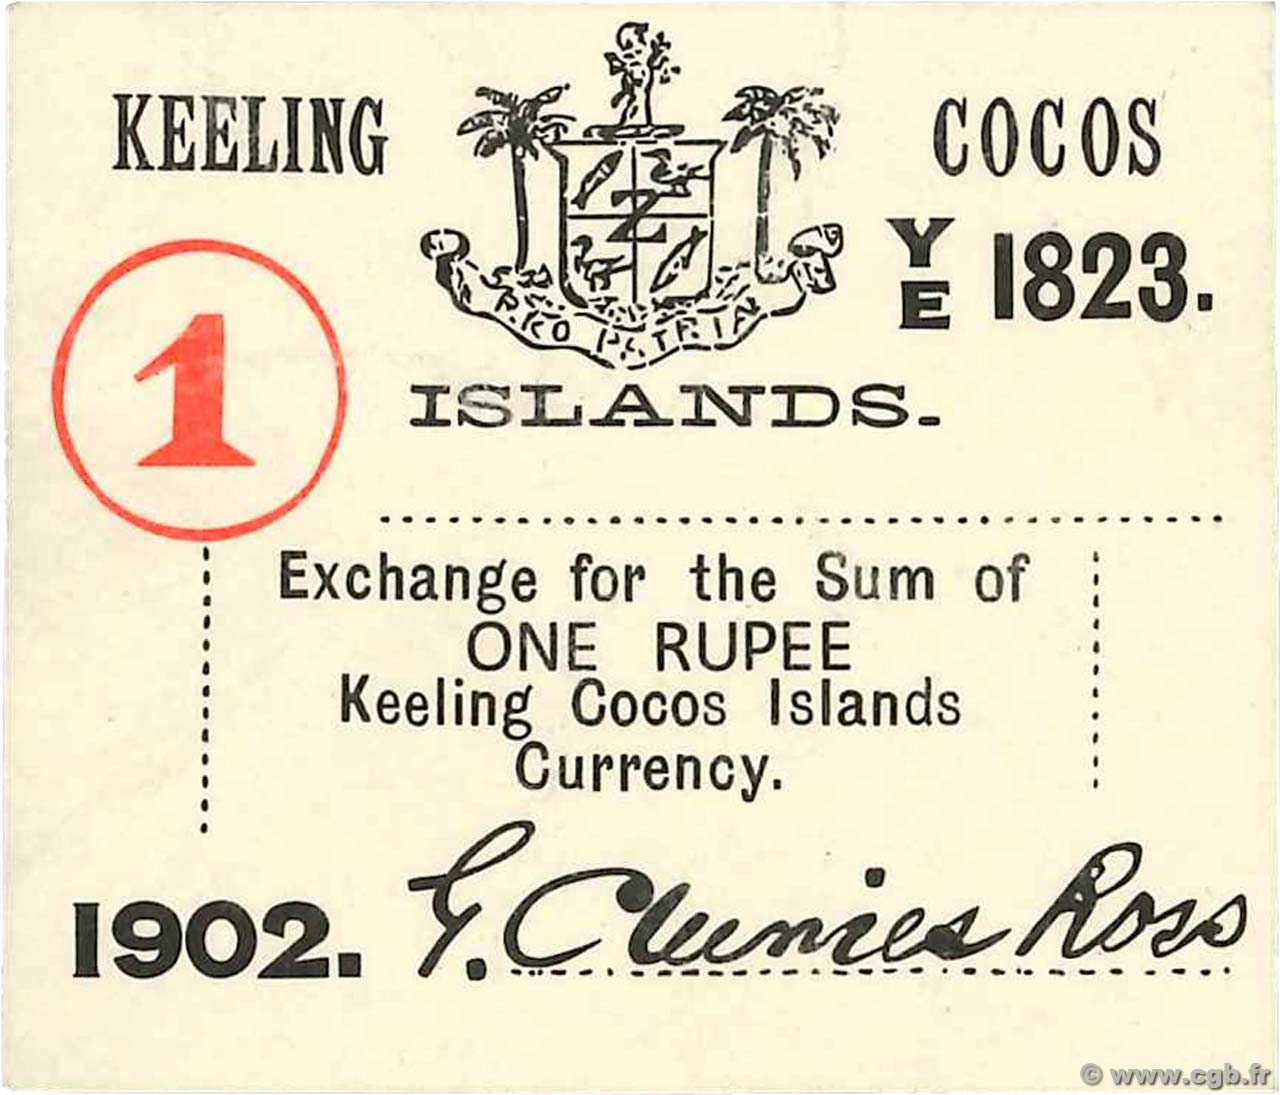 KEELING COCOS
YE 1823.
1
Z
PRO PATRIA
ISLANDS.
Exchange for the Sum of
ONE RUPEE
Keeling Cocos Islands
Currency.
1902. G. Clunies Ross
© www.cgb.fr